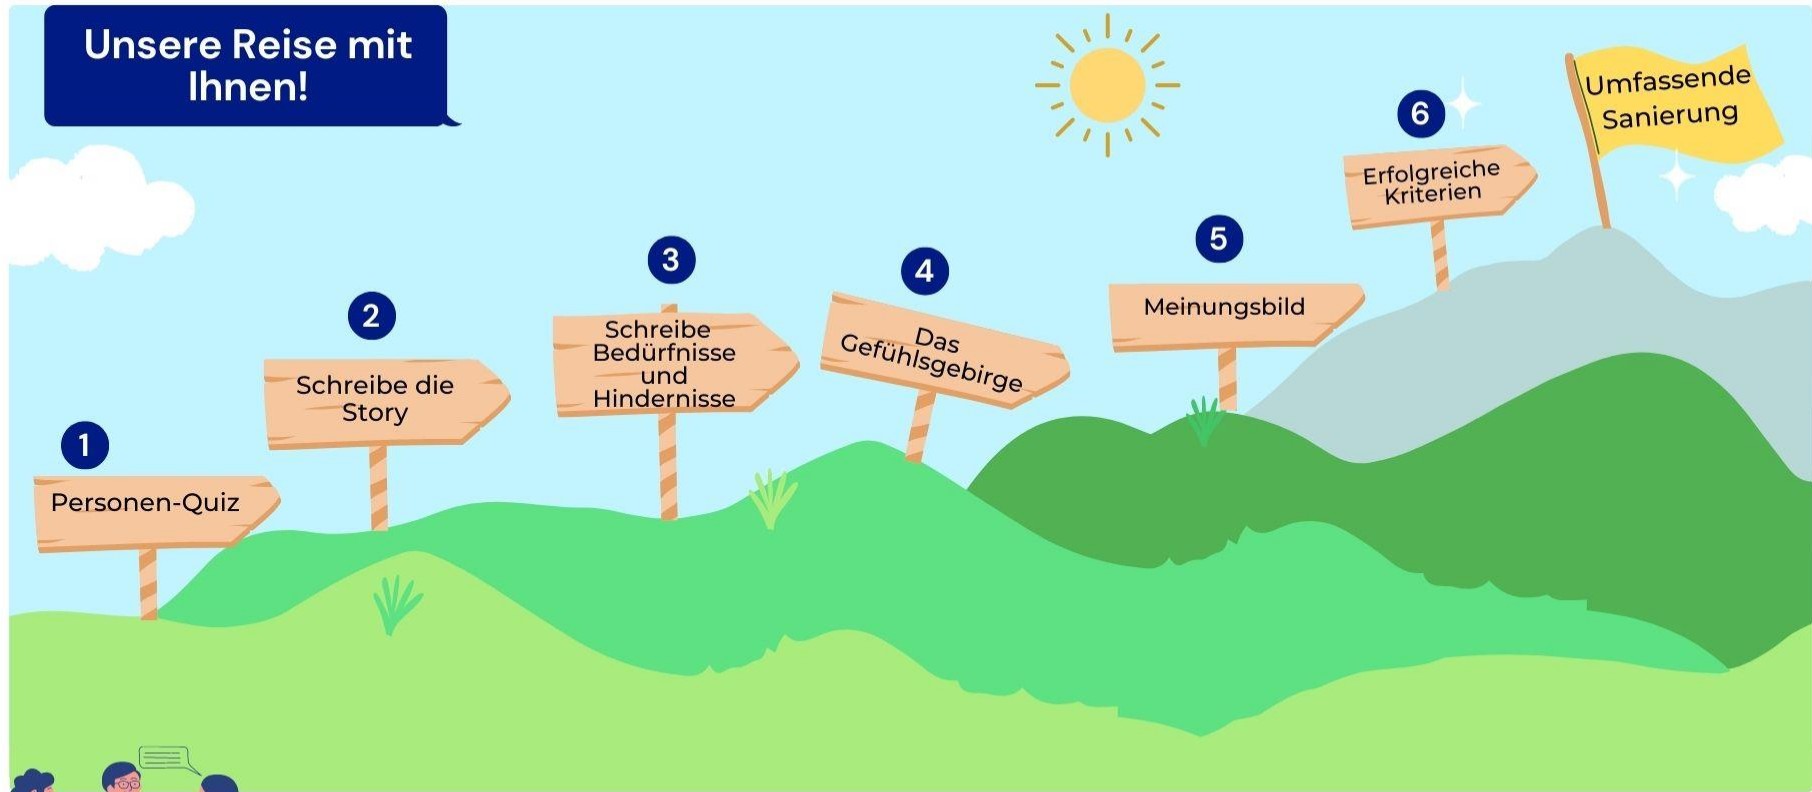 Unsere Reise mit
Ihnen!
1
Personen-Quiz
2
Schreibe die
Story
3
Schreibe
Bedürfnisse
und
Hindernisse
4
Das
Gefühlsgebirge
5
Meinungsbild
6
Erfolgreiche
Kriterien
Umfassende
Sanierung